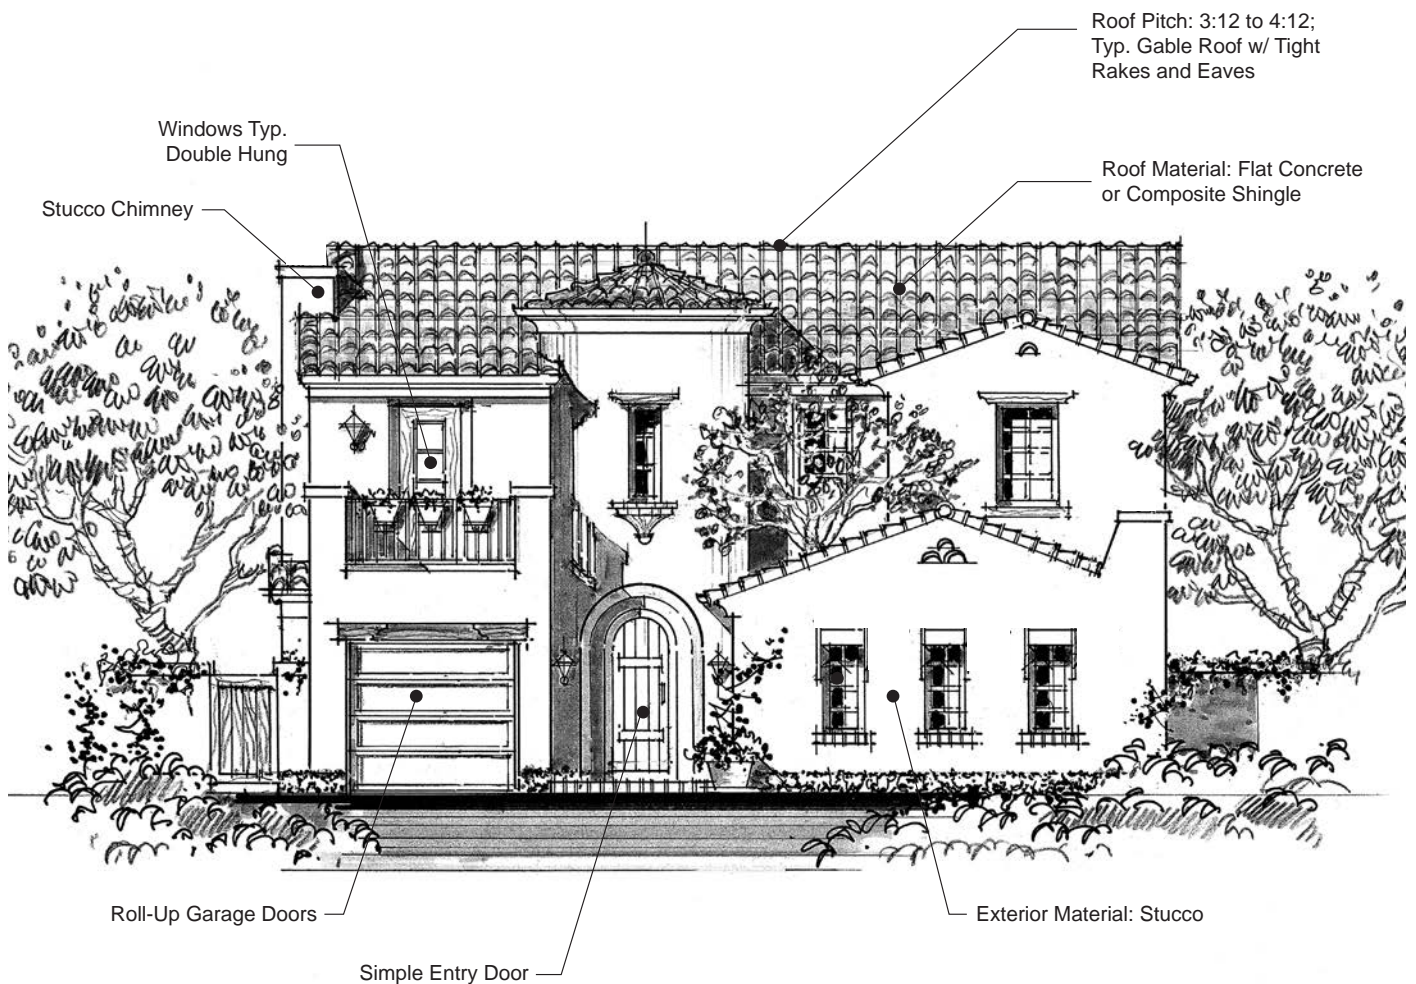 Roof Pitch: 3:12 to 4:12;
Typ. Gable Roof w/ Tight
Rakes and Eaves
Windows Typ.
Double Hung
Roof Material: Flat Concrete
or Composite Shingle
Stucco Chimney
Roll-Up Garage Doors
Exterior Material: Stucco
Simple Entry Door